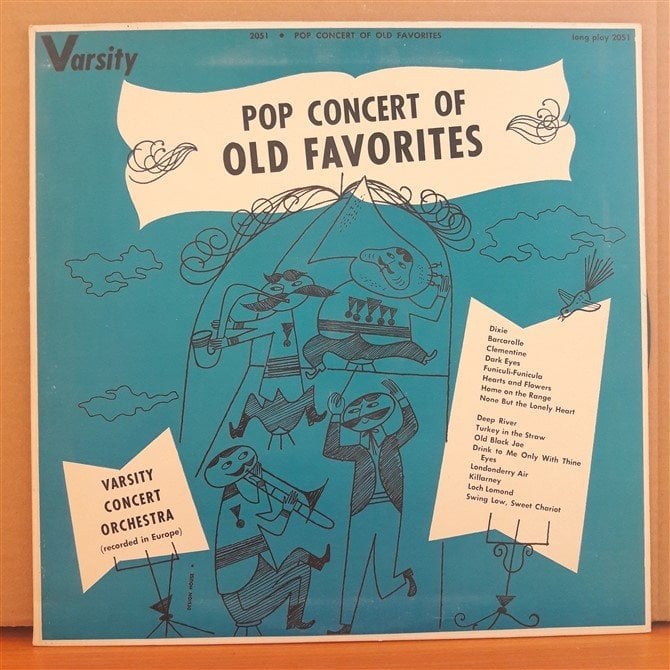 Varsity
2051 • POP CONCERT OF OLD FAVORITES
long play 2051
POP CONCERT OF
OLD FAVORITES
Dixie
Barcarolle
Clementine
Dark Eyes
Funiculi-Funicula
Hearts and Flowers
Home on the Range
None But the Lonely Heart
Deep River
Turkey in the Straw
Old Black Joe
Drink to Me Only With Thine
Eyes
Londonderry Air
Killarney
Loch Lomond
Swing Low, Sweet Chariot
VARSITY
CONCERT
ORCHESTRA
(recorded in Europe)
DESIGN HOUSE